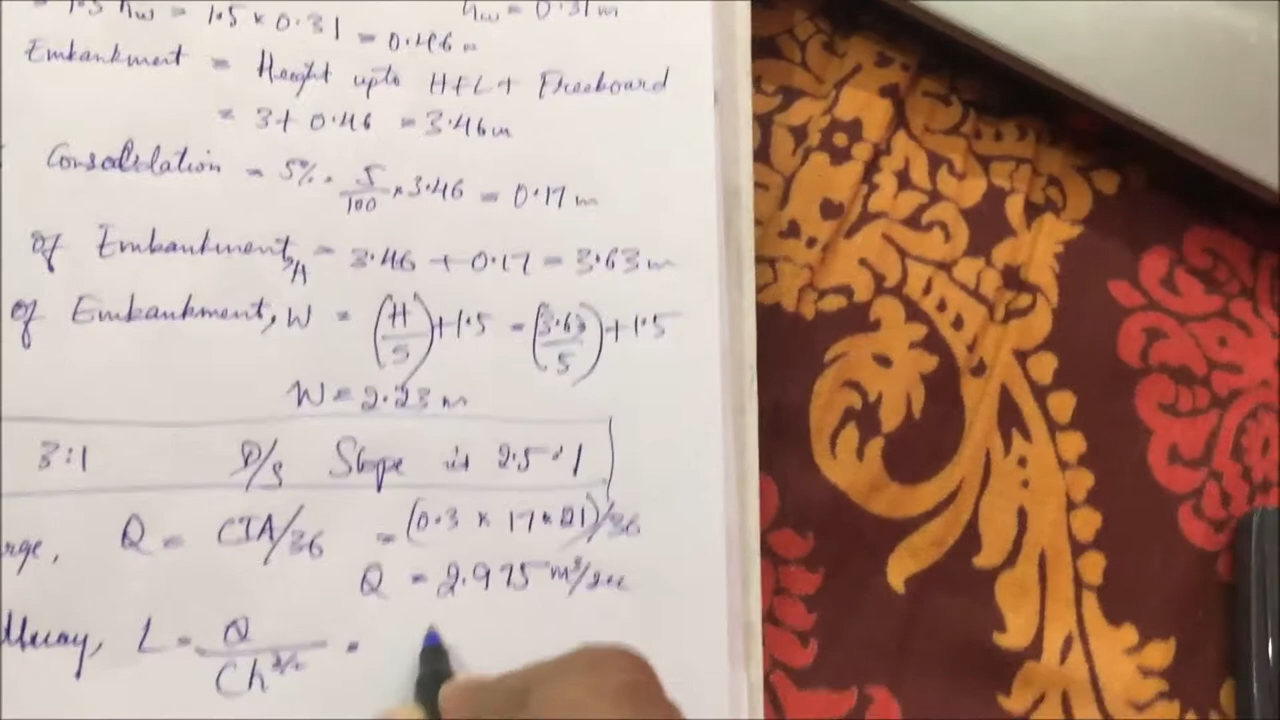 hw = 1.5 × 0.31 = 0.46 m hw = 0.31 m
Embankment = Height upto HFL + Freeboard
= 3 + 0.46 = 3.46 m
Consolidation = 5% = 5/100 × 3.46 = 0.17 m
of Embankment, H = 3.46 + 0.17 = 3.63 m
of Embankment, W = (H/5) + 1.5 = (3.63/5) + 1.5
W = 2.23 m
3:1 D/s Slope is 2.5:1
rge, Q = CIA/36 = (0.3 × 17 × 21)/36
Q = 2.975 m³/sec
L = Q/Ch^3/2 =